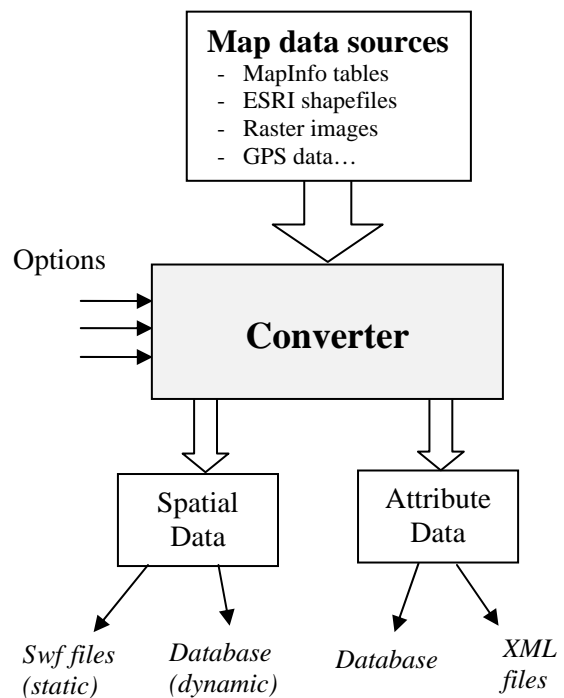 Map data sources
- MapInfo tables
- ESRI shapefiles
- Raster images
- GPS data…
Options
Converter
Spatial
Data
Attribute
Data
Swf files
(static)
Database
(dynamic)
Database
XML
files